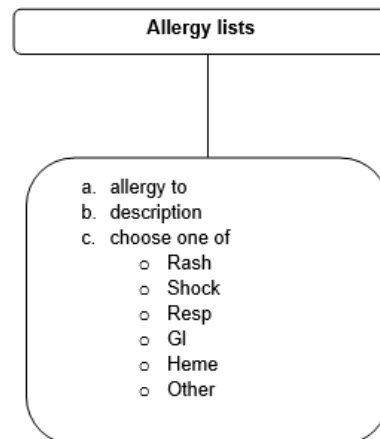 Allergy lists
a. allergy to
b. description
c. choose one of
o Rash
o Shock
o Resp
o GI
o Heme
o Other